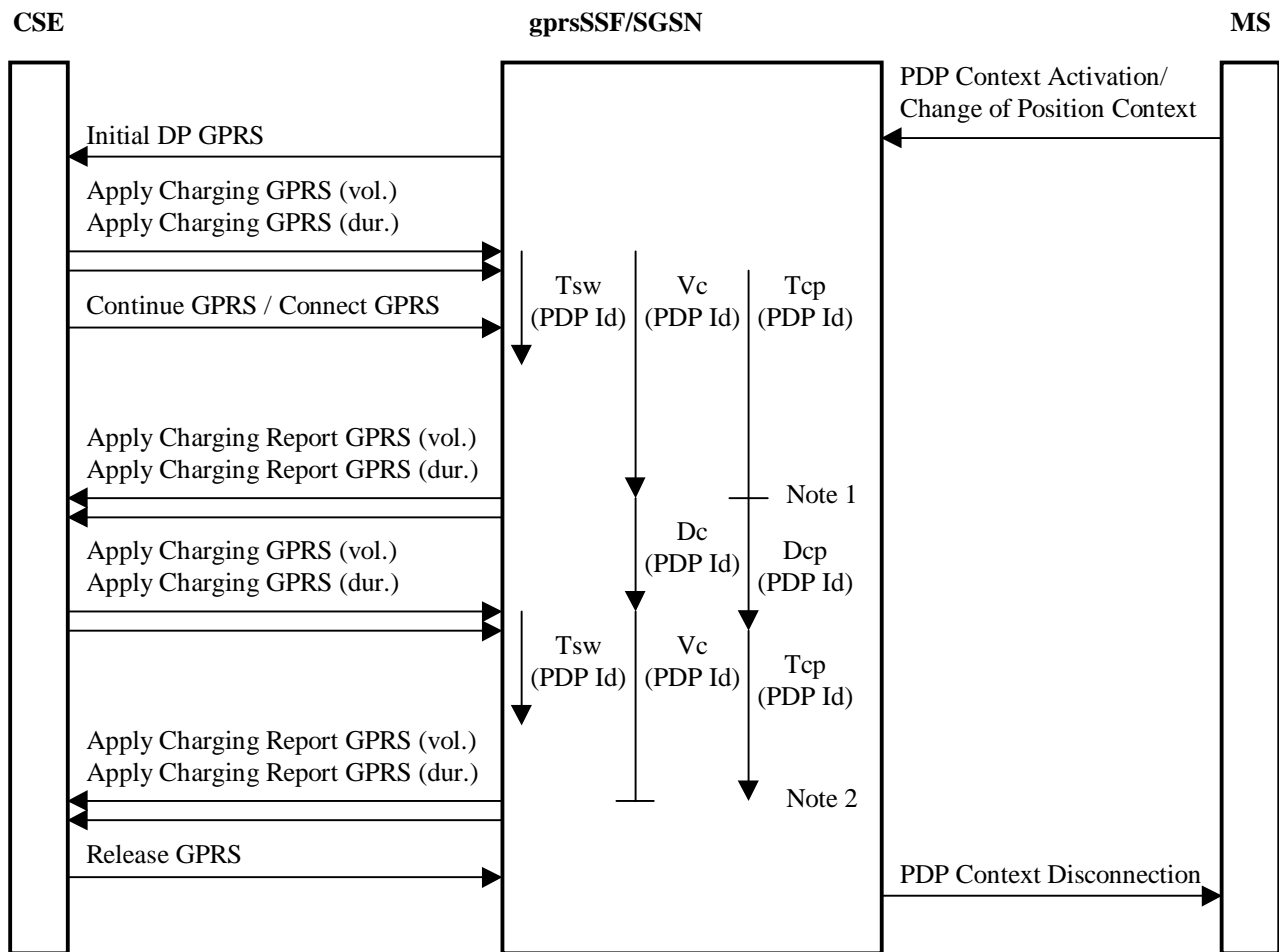 CSE
gprsSSF/SGSN
MS
PDP Context Activation/
Change of Position Context
Initial DP GPRS
Apply Charging GPRS (vol.)
Apply Charging GPRS (dur.)
Tsw
(PDP Id)
Vc
(PDP Id)
Tcp
(PDP Id)
Continue GPRS / Connect GPRS
Apply Charging Report GPRS (vol.)
Apply Charging Report GPRS (dur.)
Note 1
Dc
(PDP Id)
Dcp
(PDP Id)
Apply Charging GPRS (vol.)
Apply Charging GPRS (dur.)
Tsw
(PDP Id)
Vc
(PDP Id)
Tcp
(PDP Id)
Apply Charging Report GPRS (vol.)
Apply Charging Report GPRS (dur.)
Note 2
Release GPRS
PDP Context Disconnection